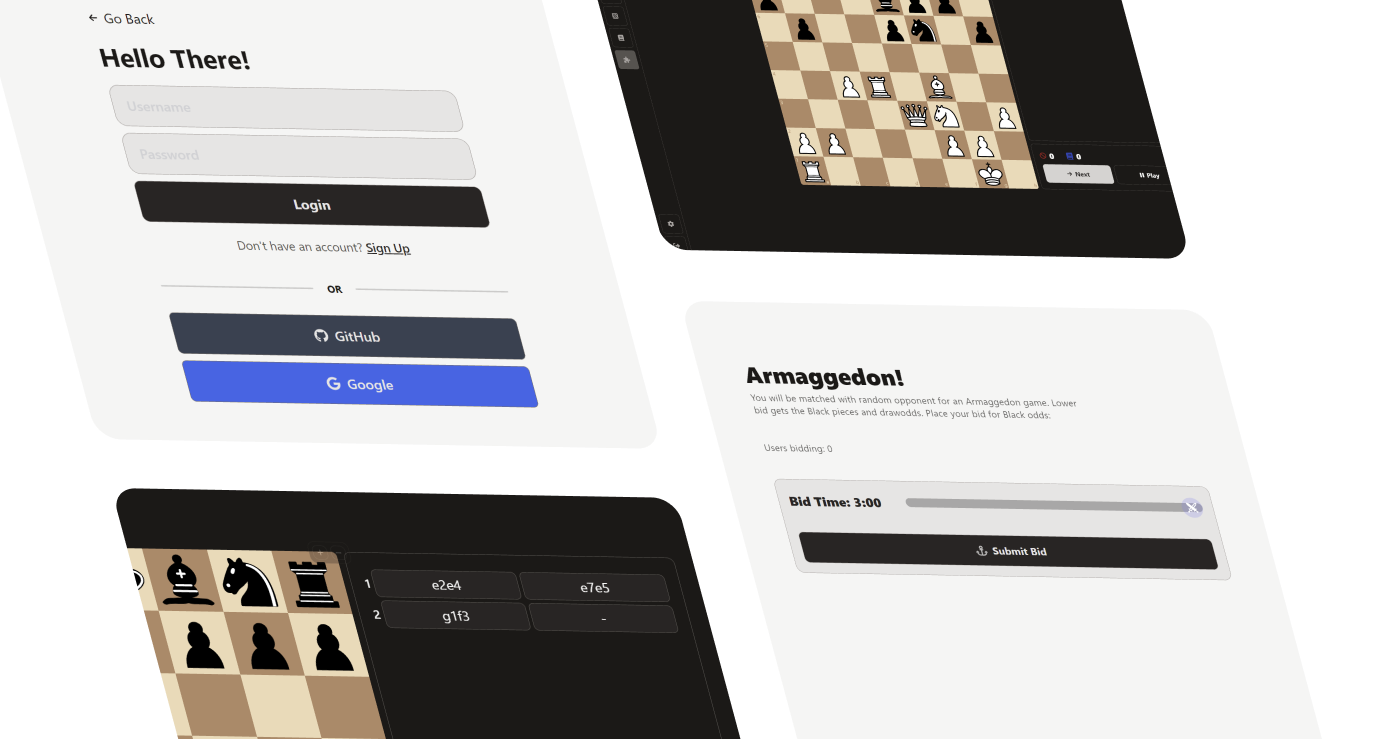 ← Go Back
Hello There!
Username
Password
Login
Don't have an account? Sign Up
OR
GitHub
Google
0 0
→ Next
Play
Armaggedon!
You will be matched with random opponent for an Armaggedon game. Lower
bid gets the Black pieces and drawodds. Place your bid for Black odds:
Users bidding: 0
Bid Time: 3:00
Submit Bid
1 e2e4 e7e5
2 g1f3 -